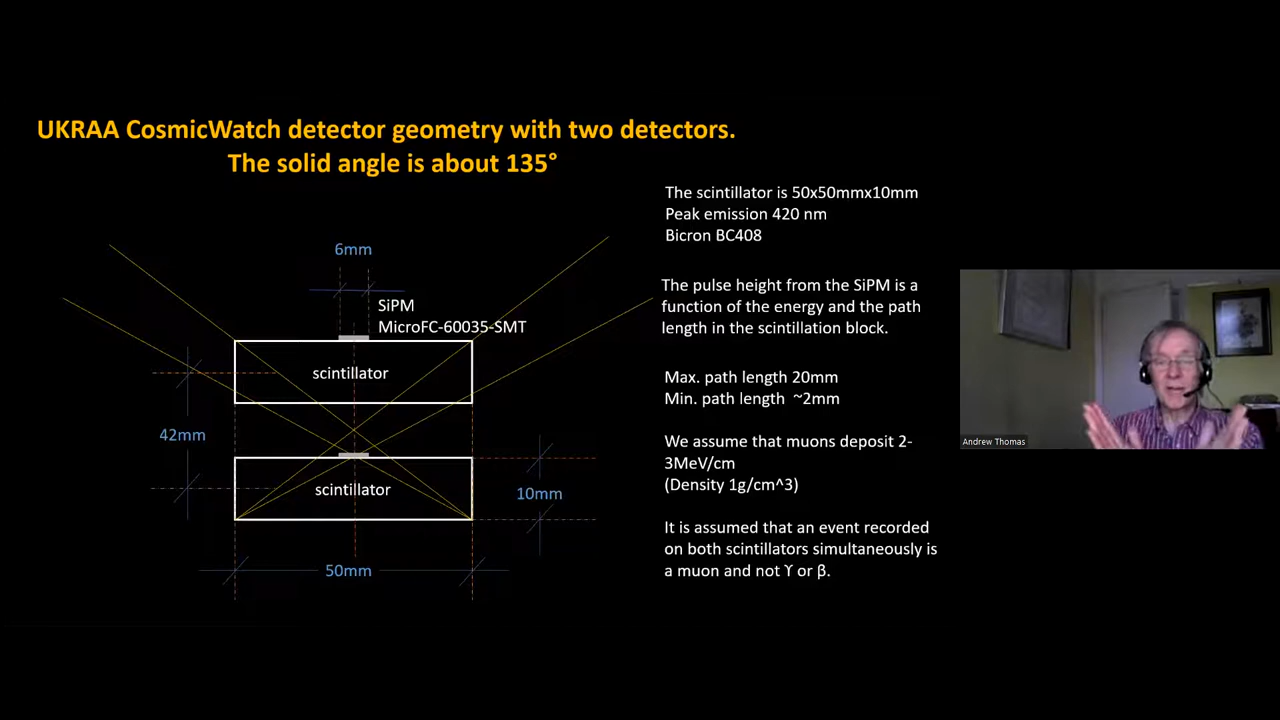 UKRAA CosmicWatch detector geometry with two detectors.
The solid angle is about 135°
The scintillator is 50x50mmx10mm
Peak emission 420 nm
Bicron BC408
6mm
The pulse height from the SiPM is a
function of the energy and the path
length in the scintillation block.
SiPM
MicroFC-60035-SMT
scintillator
Max. path length 20mm
Min. path length ~2mm
42mm
We assume that muons deposit 2-
3MeV/cm
(Density 1g/cm^3)
scintillator
10mm
It is assumed that an event recorded
on both scintillators simultaneously is
a muon and not ϒ or β.
50mm
Andrew Thomas